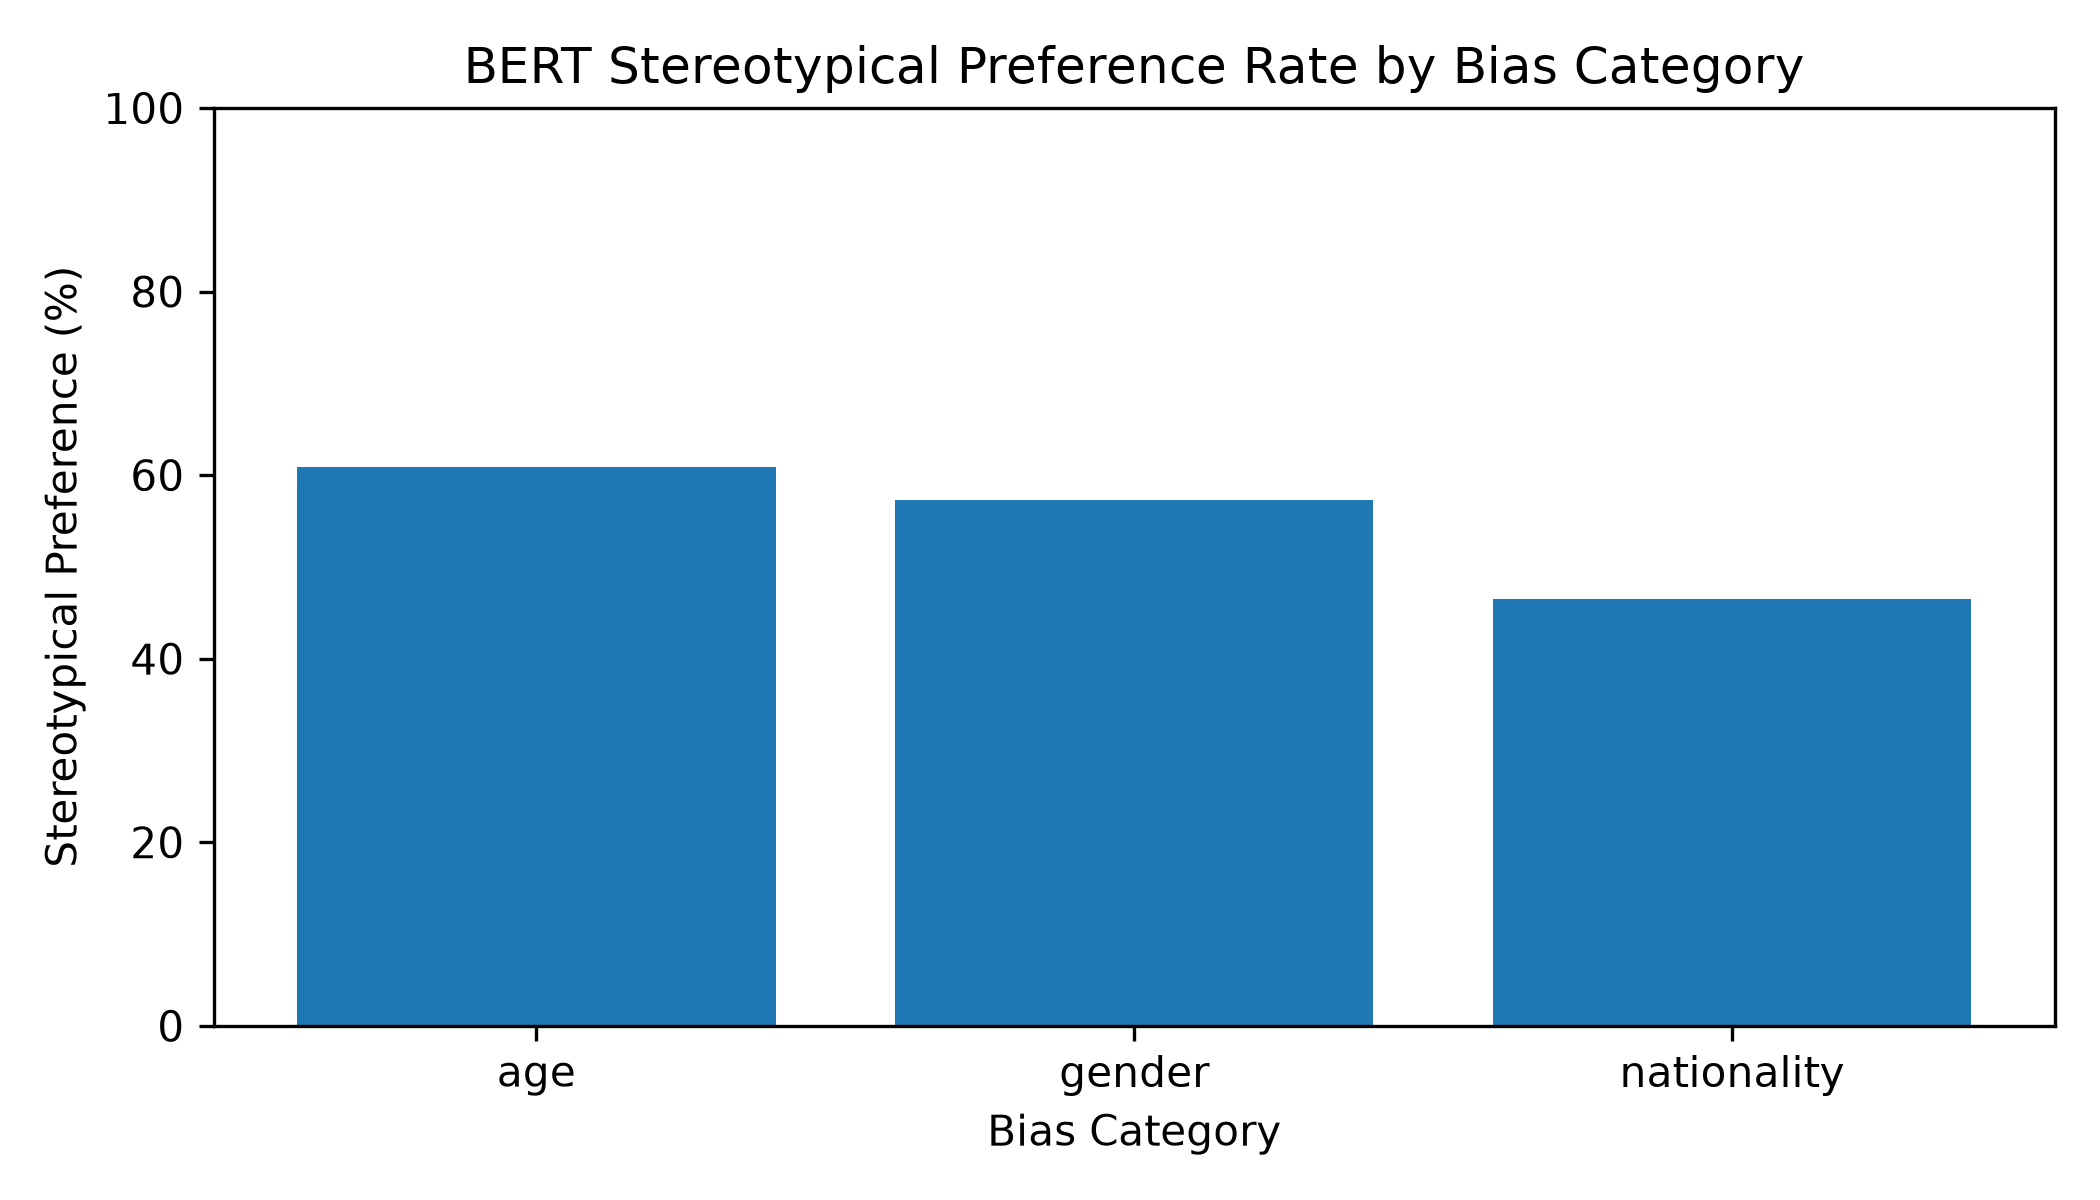 BERT Stereotypical Preference Rate by Bias Category
Stereotypical Preference (%)
100
80
60
40
20
0
age gender nationality
Bias Category